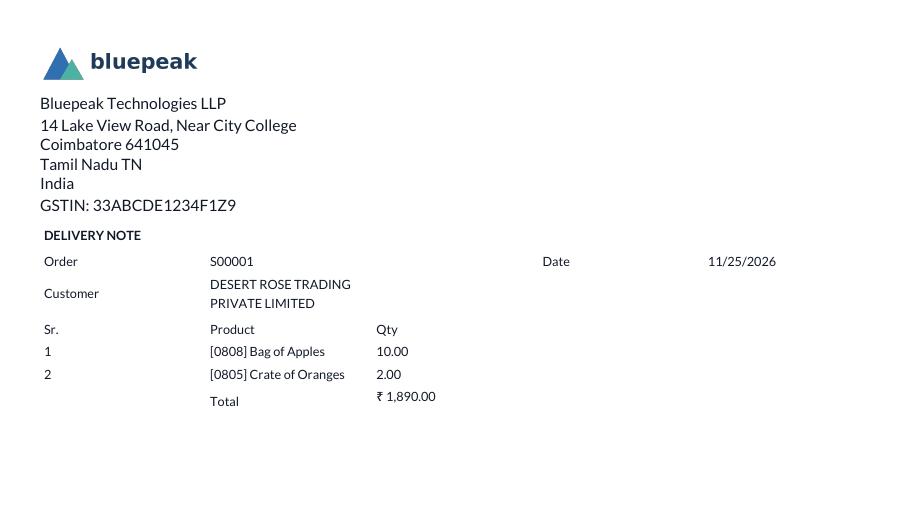 bluepeak
Bluepeak Technologies LLP
14 Lake View Road, Near City College
Coimbatore 641045
Tamil Nadu TN
India
GSTIN: 33ABCDE1234F1Z9
DELIVERY NOTE
Order S00001 Date 11/25/2026
Customer DESERT ROSE TRADING
PRIVATE LIMITED
Sr. Product Qty
1 [0808] Bag of Apples 10.00
2 [0805] Crate of Oranges 2.00
Total ₹ 1,890.00